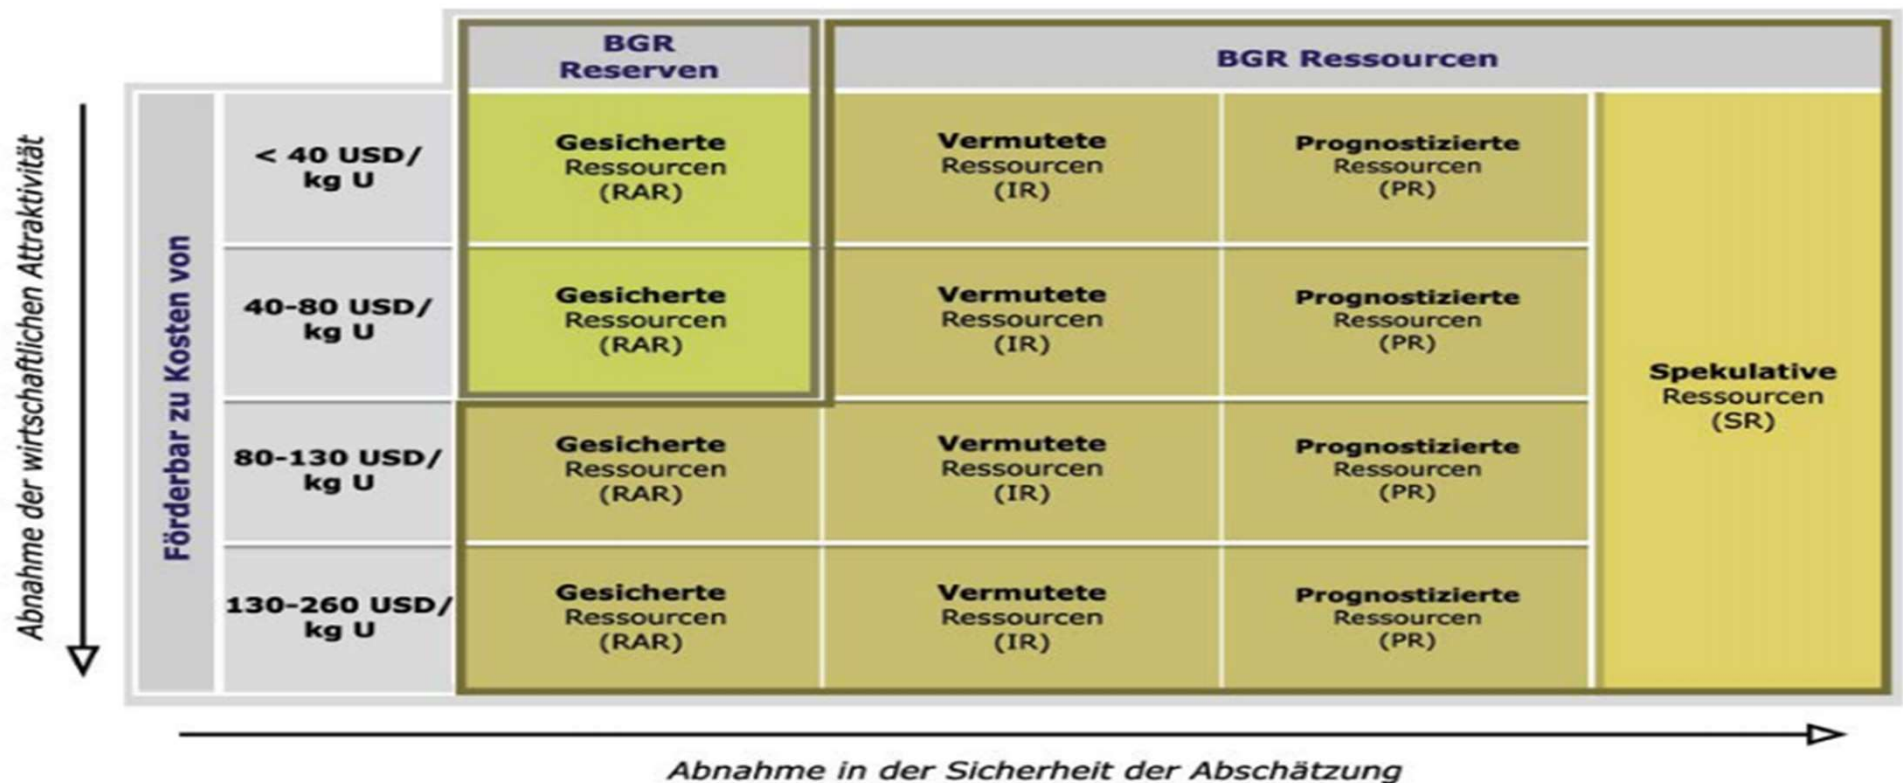 BGR
Reserven
BGR Ressourcen
Abnahme der wirtschaftlichen Attraktivität
Förderbar zu Kosten von
< 40 USD/
kg U
Gesicherte
Ressourcen
(RAR)
Vermutete
Ressourcen
(IR)
Prognostizierte
Ressourcen
(PR)
40-80 USD/
kg U
Gesicherte
Ressourcen
(RAR)
Vermutete
Ressourcen
(IR)
Prognostizierte
Ressourcen
(PR)
Spekulative
Ressourcen
(SR)
80-130 USD/
kg U
Gesicherte
Ressourcen
(RAR)
Vermutete
Ressourcen
(IR)
Prognostizierte
Ressourcen
(PR)
130-260 USD/
kg U
Gesicherte
Ressourcen
(RAR)
Vermutete
Ressourcen
(IR)
Prognostizierte
Ressourcen
(PR)
Abnahme in der Sicherheit der Abschätzung